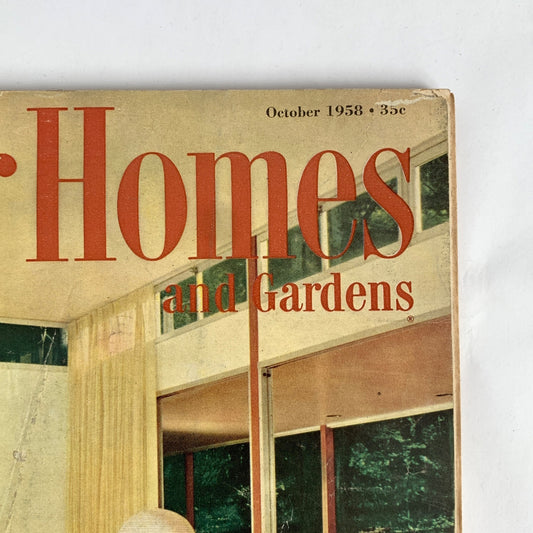 October 1958 • 35c
r Homes
and Gardens®